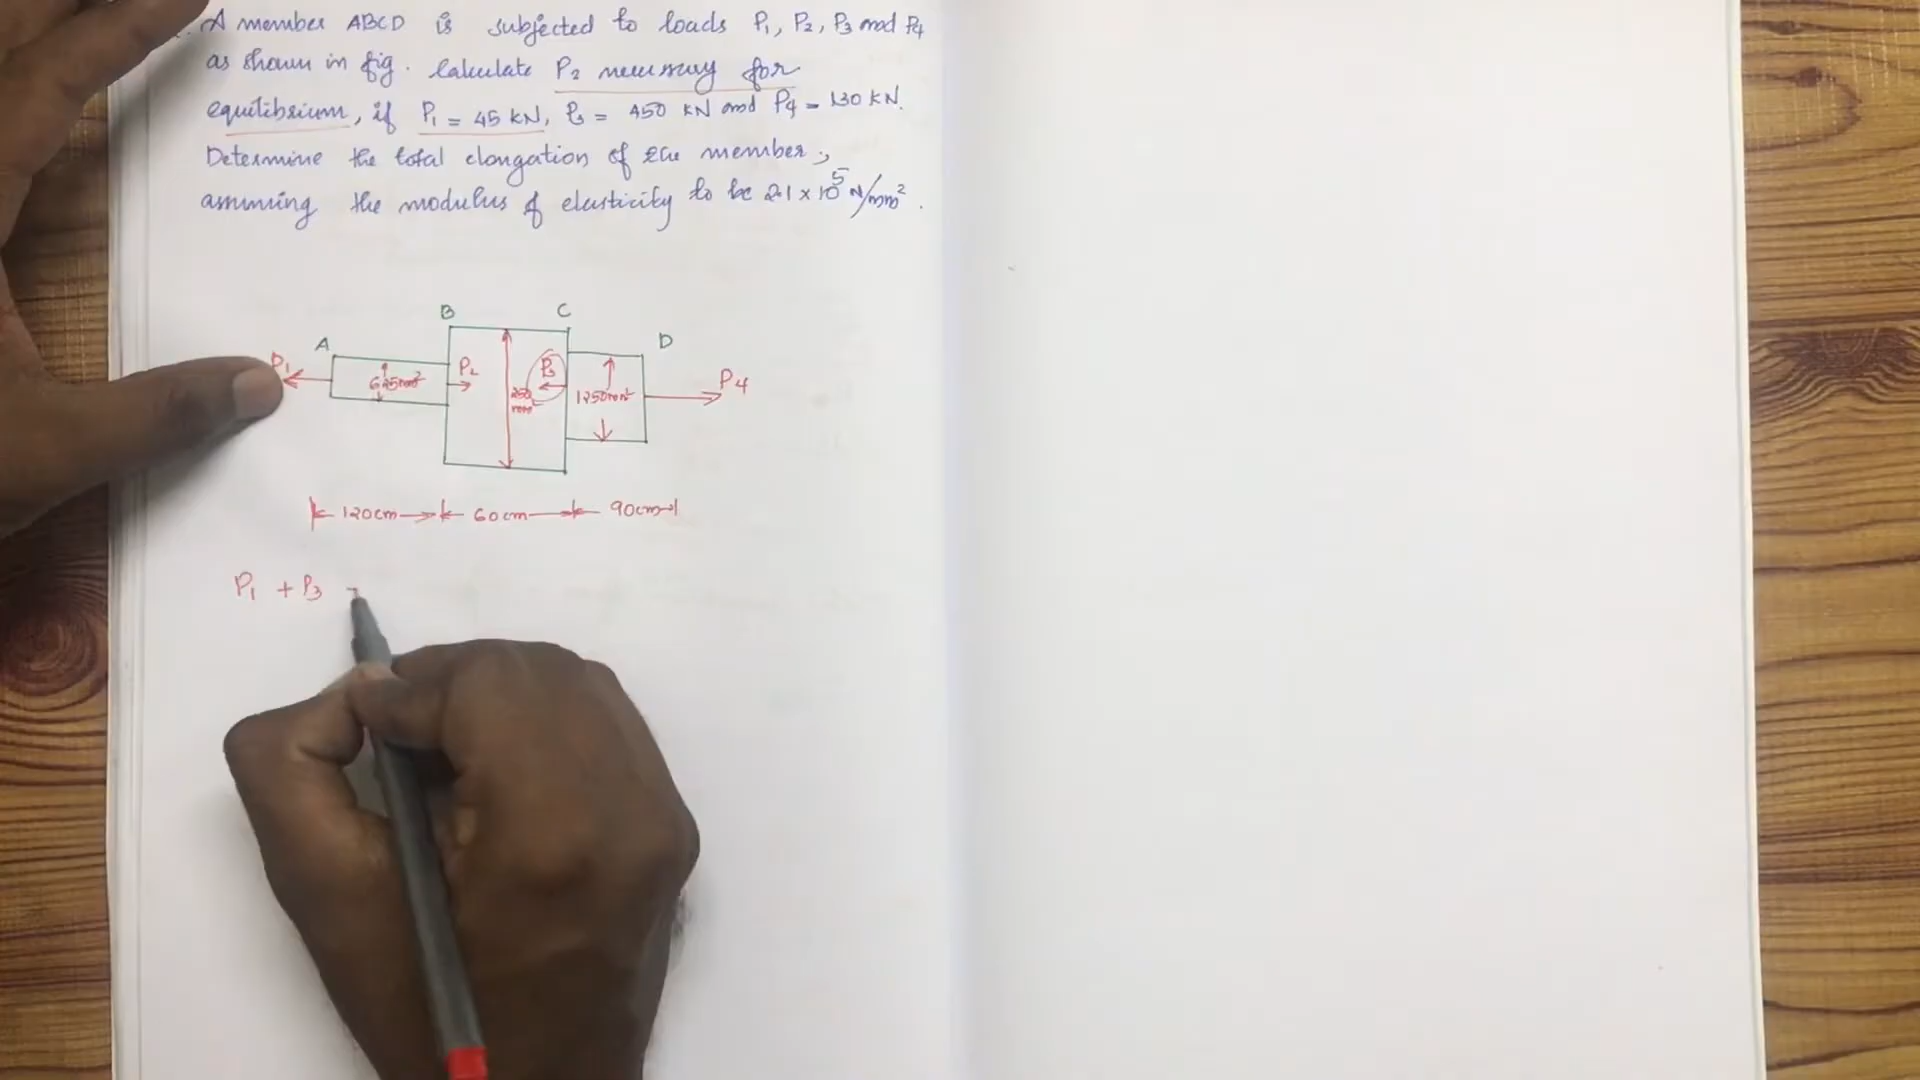 A member ABCD is subjected to loads P1, P2, P3 and P4
as shown in fig. Calculate P2 necessary for
equilibrium, if P1 = 45 kN, P3 = 450 kN and P4 = 130 kN.
Determine the total elongation of the member,
assuming the modulus of elasticity to be 2.1 x 10^5 N/mm2.
B C
A D
P1 625mm2 P2 P3 1250mm2 P4
120cm 60cm 90cm
P1 + P3